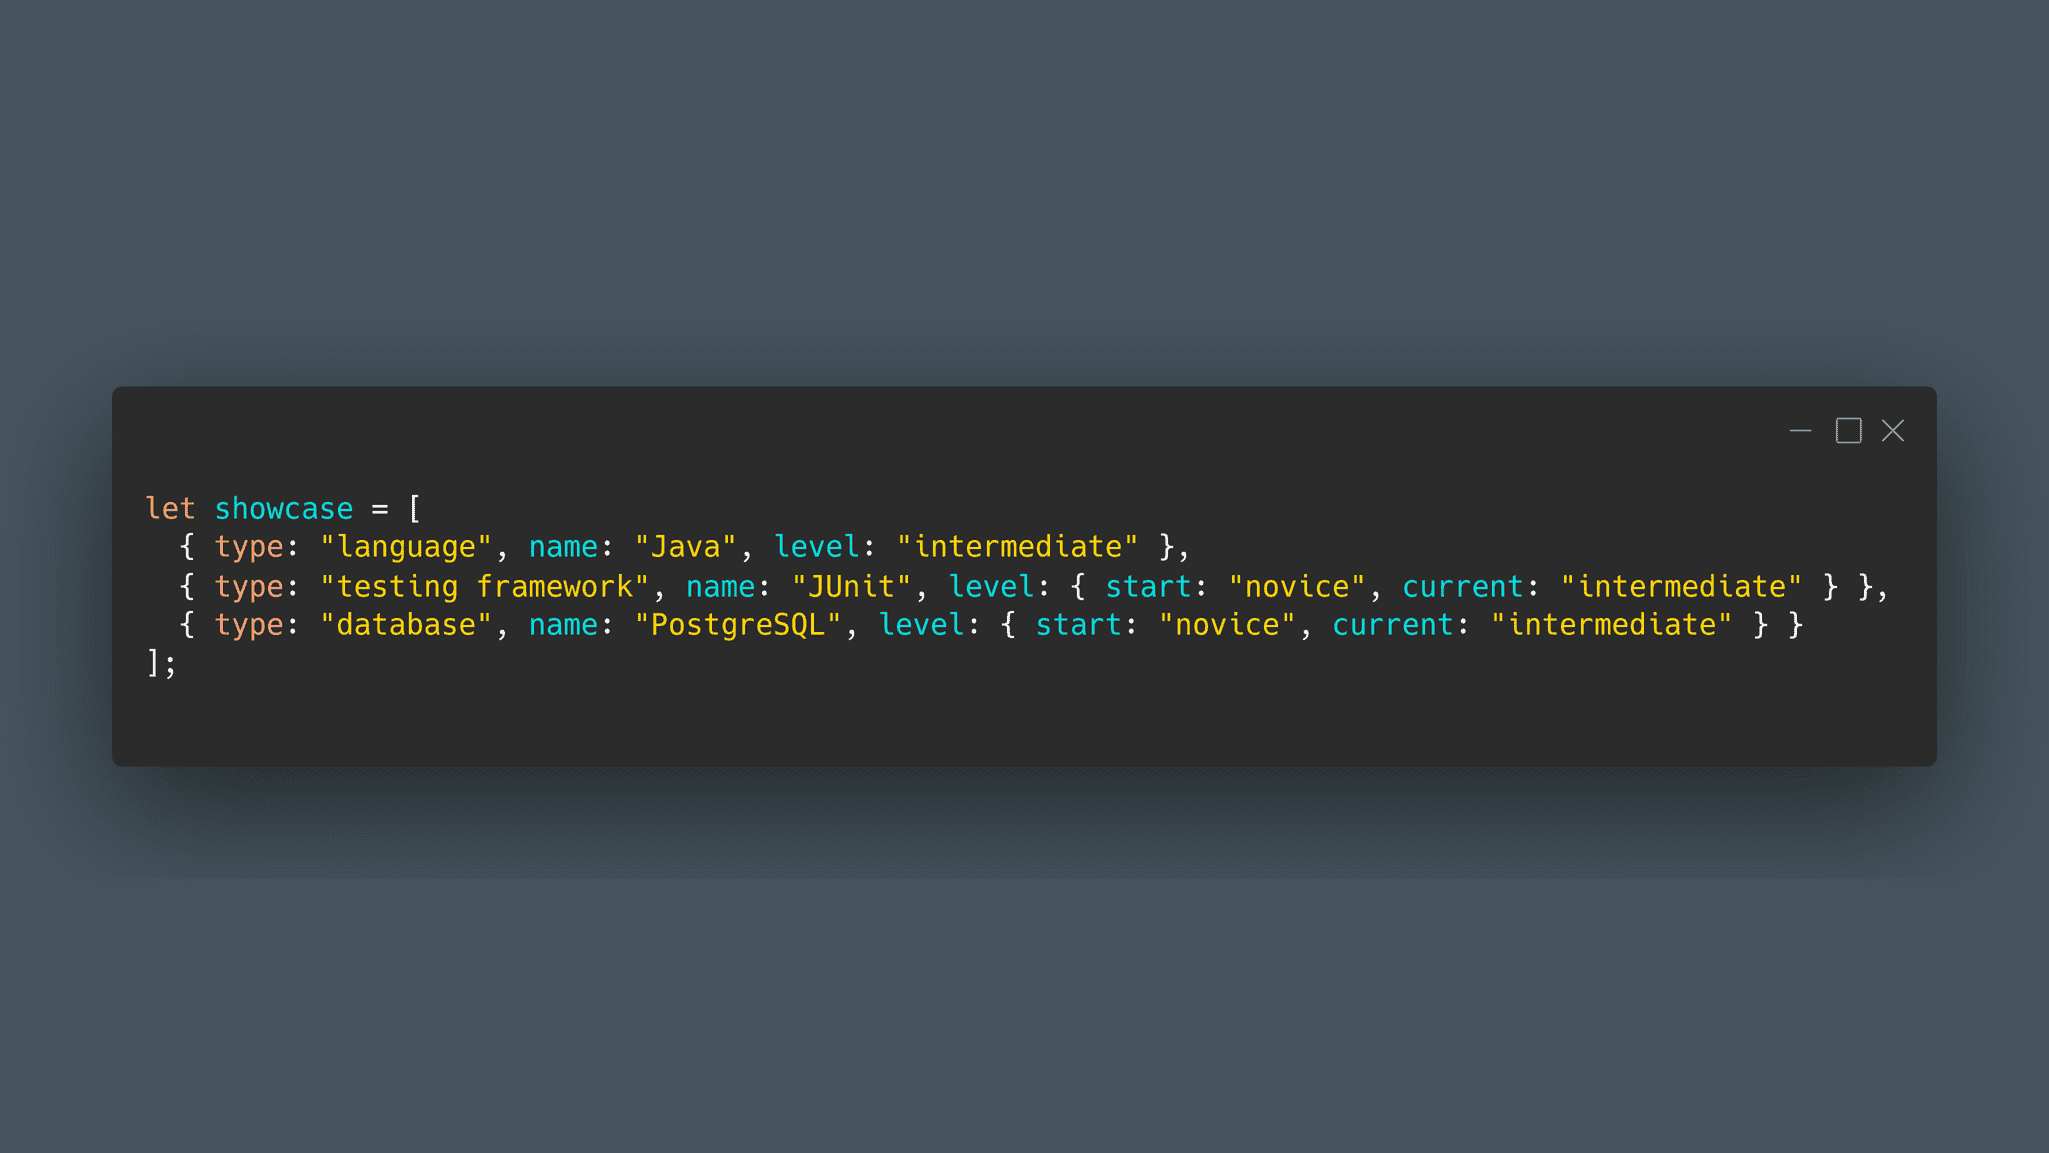 let showcase = [
  { type: "language", name: "Java", level: "intermediate" },
  { type: "testing framework", name: "JUnit", level: { start: "novice", current: "intermediate" } },
  { type: "database", name: "PostgreSQL", level: { start: "novice", current: "intermediate" } }
];